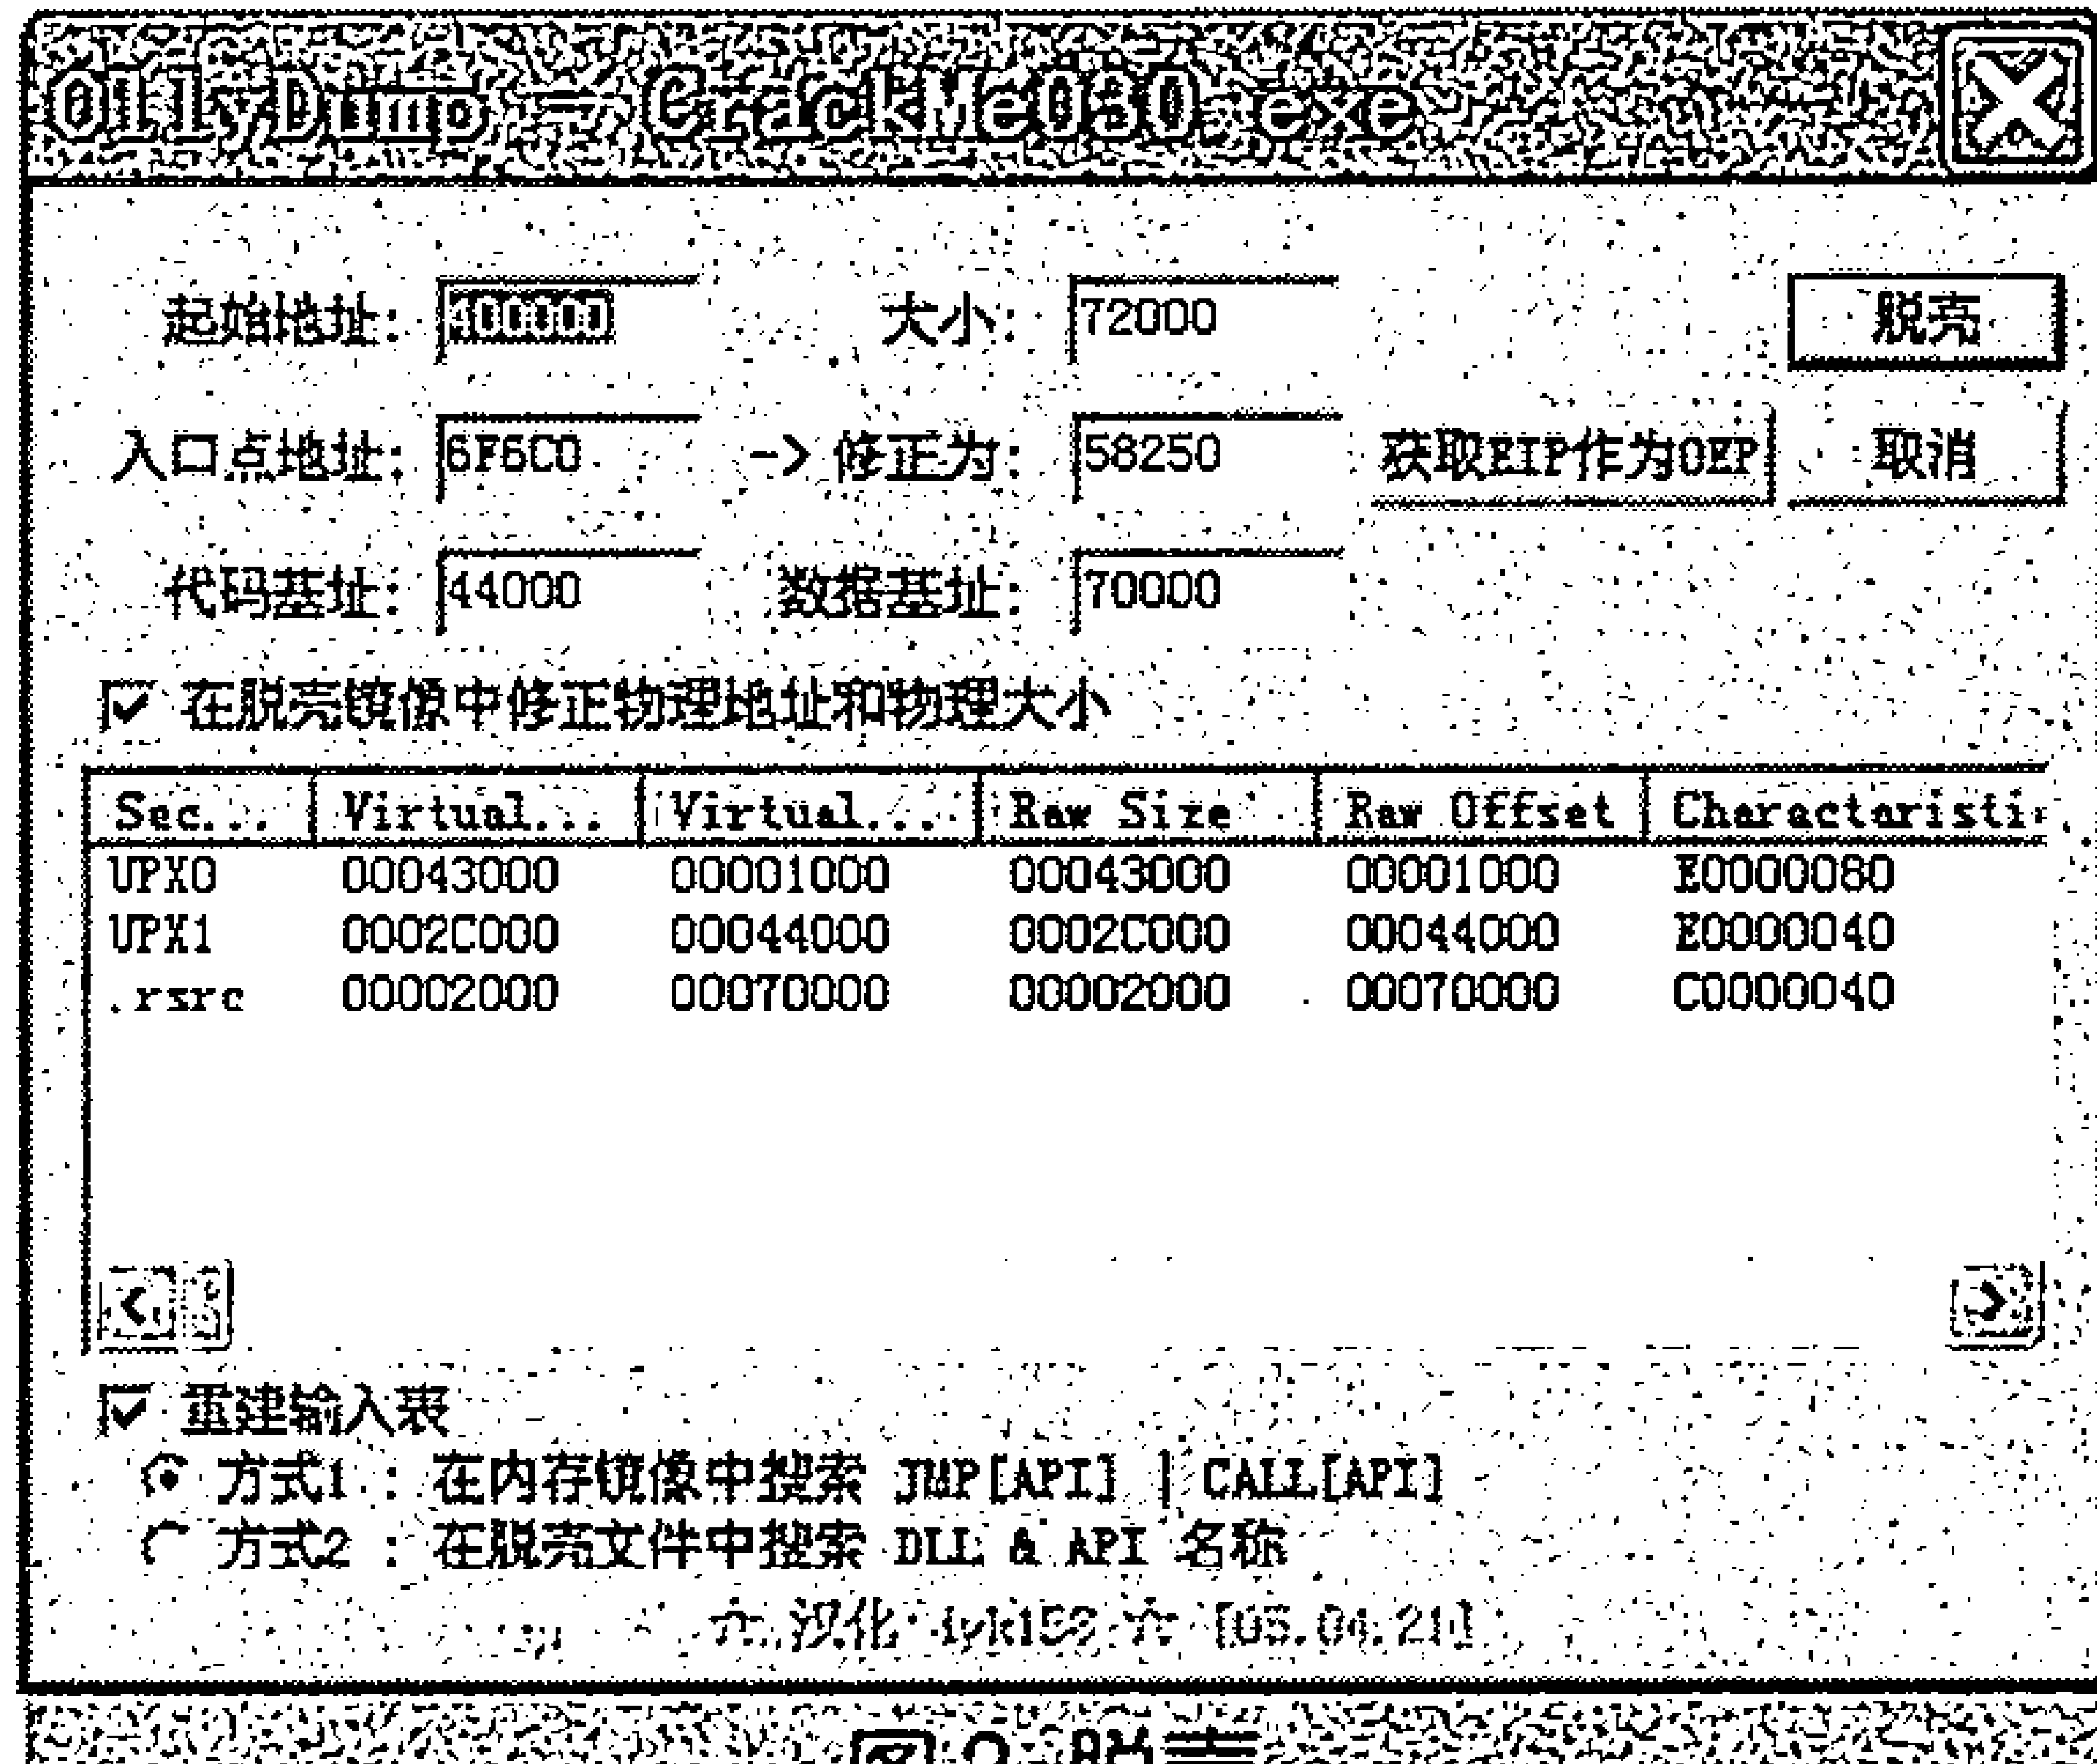 OllyDump - CrackMe030.exe
起始地址: 400000 大小: 72000 脱壳
入口点地址: 6F6C0 -> 修正为: 58250 获取EIP作为OEP 取消
代码基址: 44000 数据基址: 70000
在脱壳镜像中修正物理地址和物理大小
Sec... Virtual... Virtual... Raw Size Raw Offset Charactaristi
UPX0 00043000 00001000 00043000 00001000 E0000080
UPX1 0002C000 00044000 0002C000 00044000 E0000040
.rsrc 00002000 00070000 00002000 00070000 C0000040
重建输入表
方式1 : 在内存镜像中搜索 JMP[API] | CALL[API]
方式2 : 在脱壳文件中搜索 DLL & API 名称
汉化 [05.04.21]